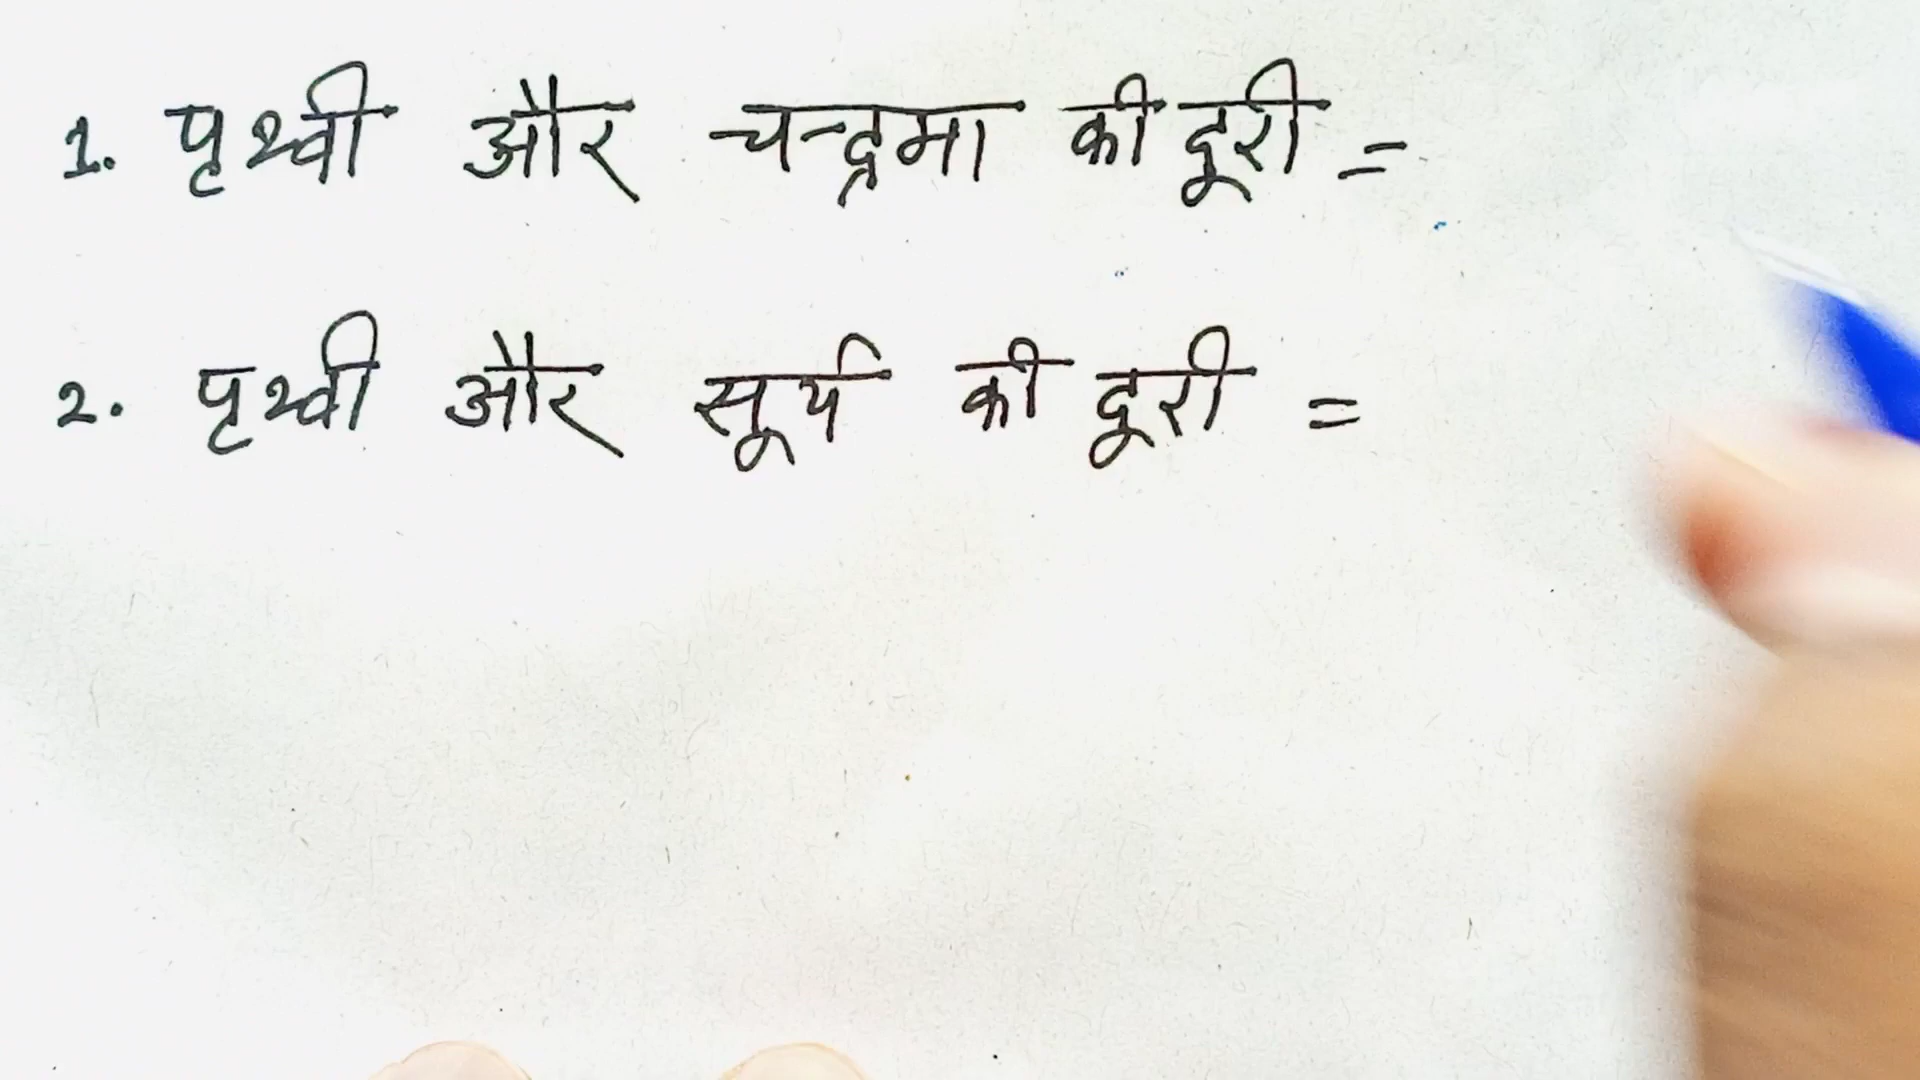 1. पृथ्वी और चन्द्रमा की दूरी =
2. पृथ्वी और सूर्य की दूरी =